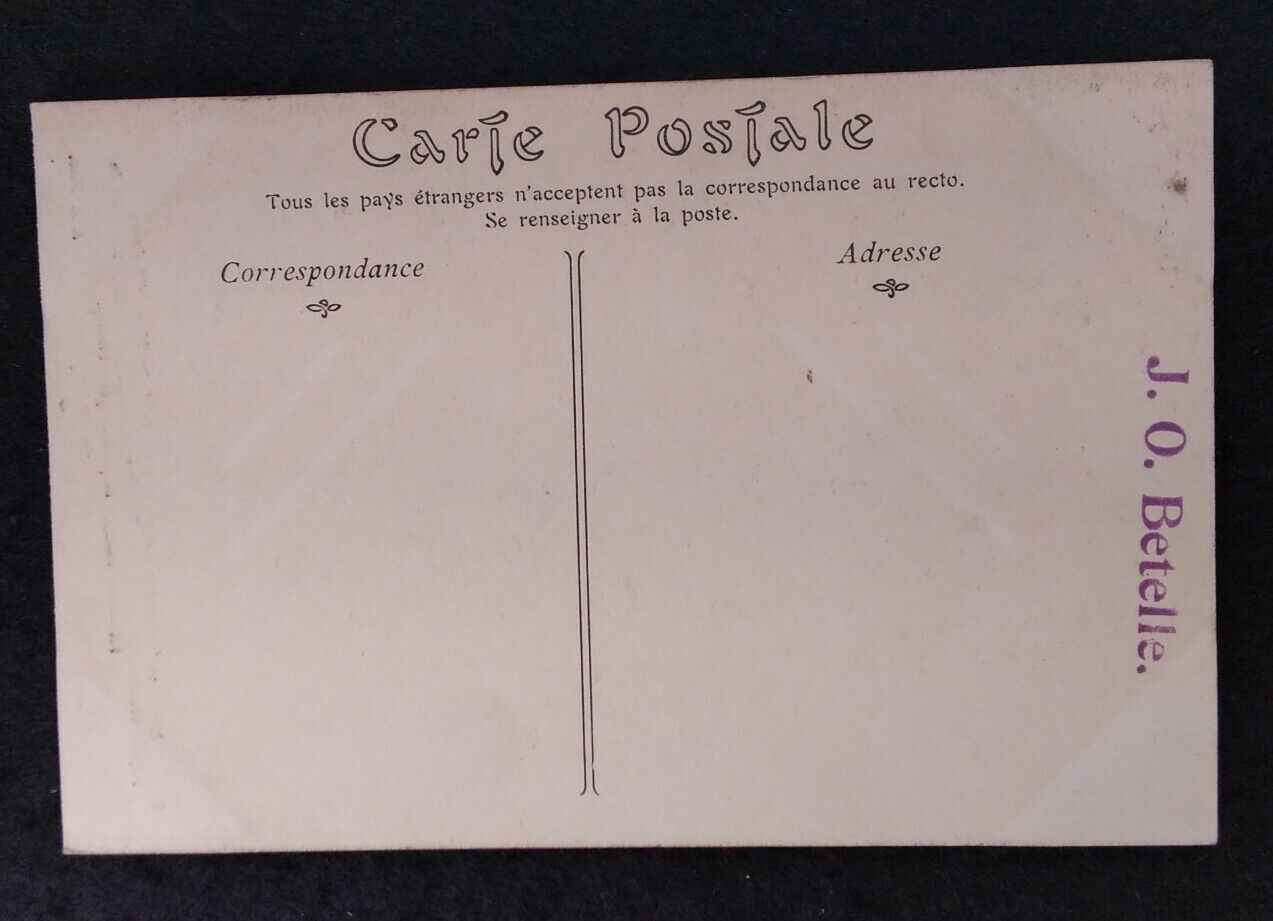 Carte Postale
Tous les pays étrangers n'acceptent pas la correspondance au recto.
Se renseigner à la poste.
Correspondance
Adresse
J. O. Betelle.